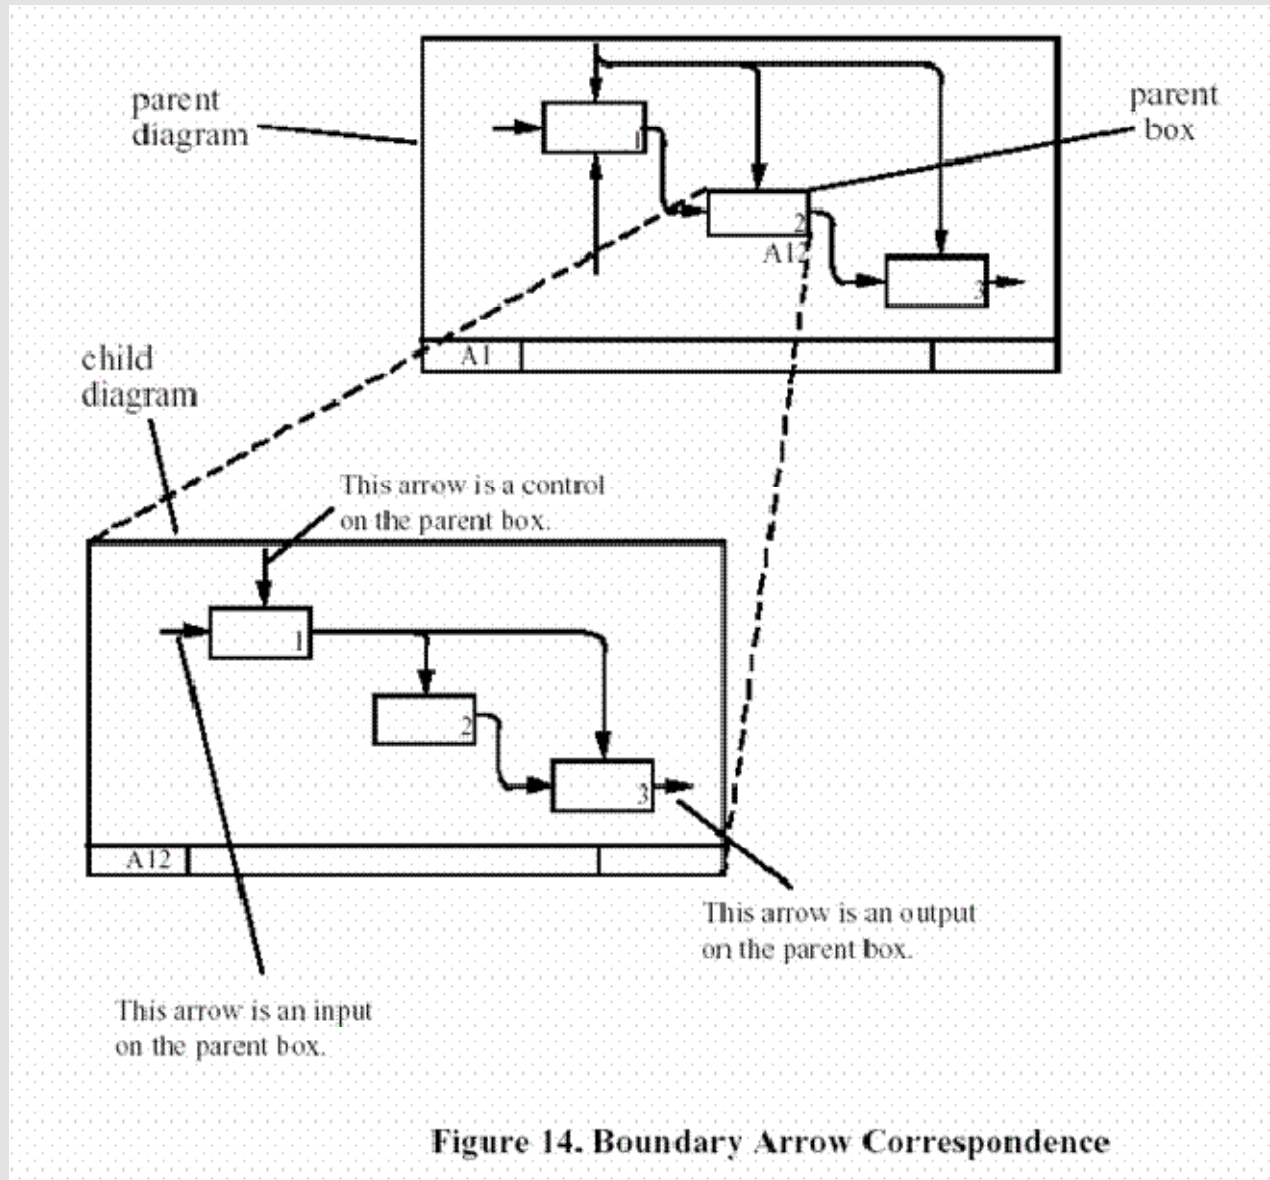 parent
diagram
parent
box
1
2
A12
3
A1
child
diagram
This arrow is a control
on the parent box.
1
2
3
A12
This arrow is an output
on the parent box.
This arrow is an input
on the parent box.
Figure 14. Boundary Arrow Correspondence